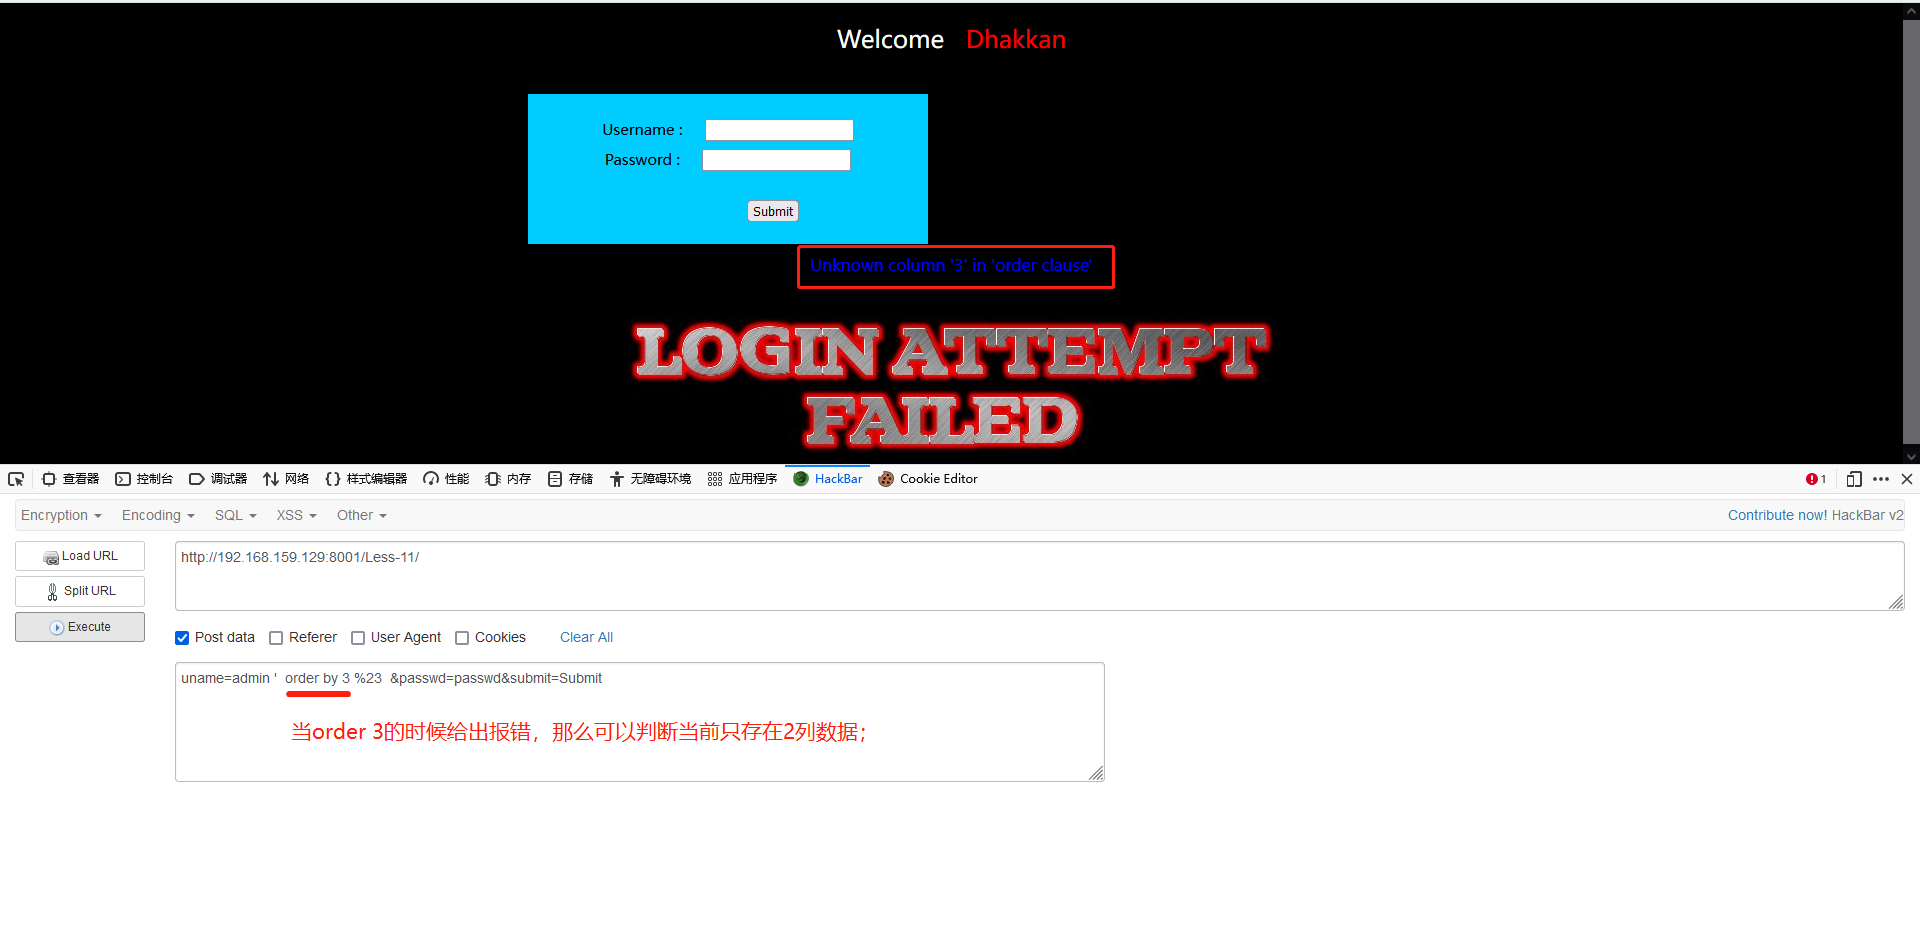 Welcome Dhakkan
Username :
Password :
Submit
Unknown column '3' in 'order clause'
LOGIN ATTEMPT
FAILED
查看器 控制台 调试器 网络 样式编辑器 性能 内存 存储 无障碍环境 应用程序 HackBar Cookie Editor 1
Encryption Encoding SQL XSS Other Contribute now! HackBar v2
Load URL
http://192.168.159.129:8001/Less-11/
Split URL
Execute
Post data Referer User Agent Cookies Clear All
uname=admin ' order by 3 %23 &passwd=passwd&submit=Submit
当order 3的时候给出报错，那么可以判断当前只存在2列数据；